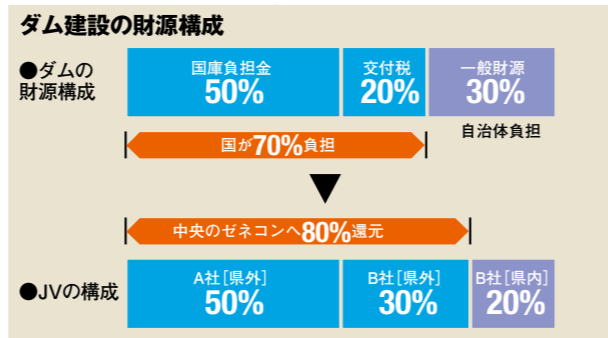 ダム建設の財源構成
●ダムの
財源構成
国庫負担金
50%
交付税
20%
一般財源
30%
自治体負担
国が70%負担
中央のゼネコンへ80%還元
●JVの構成
A社[県外]
50%
B社[県外]
30%
B社[県内]
20%